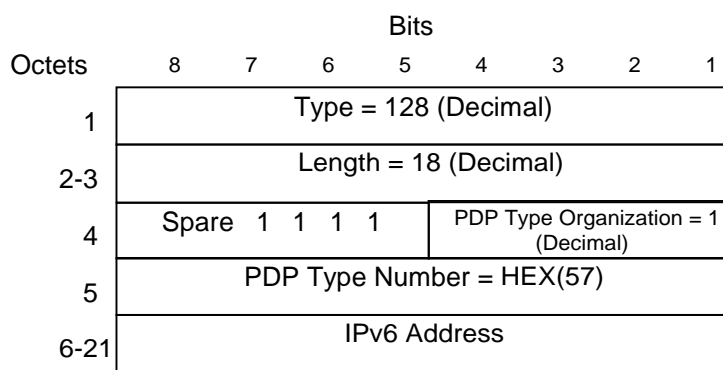 Bits
Octets 8 7 6 5 4 3 2 1
1 Type = 128 (Decimal)
2-3 Length = 18 (Decimal)
4 Spare 1 1 1 1 PDP Type Organization = 1
(Decimal)
5 PDP Type Number = HEX(57)
6-21 IPv6 Address